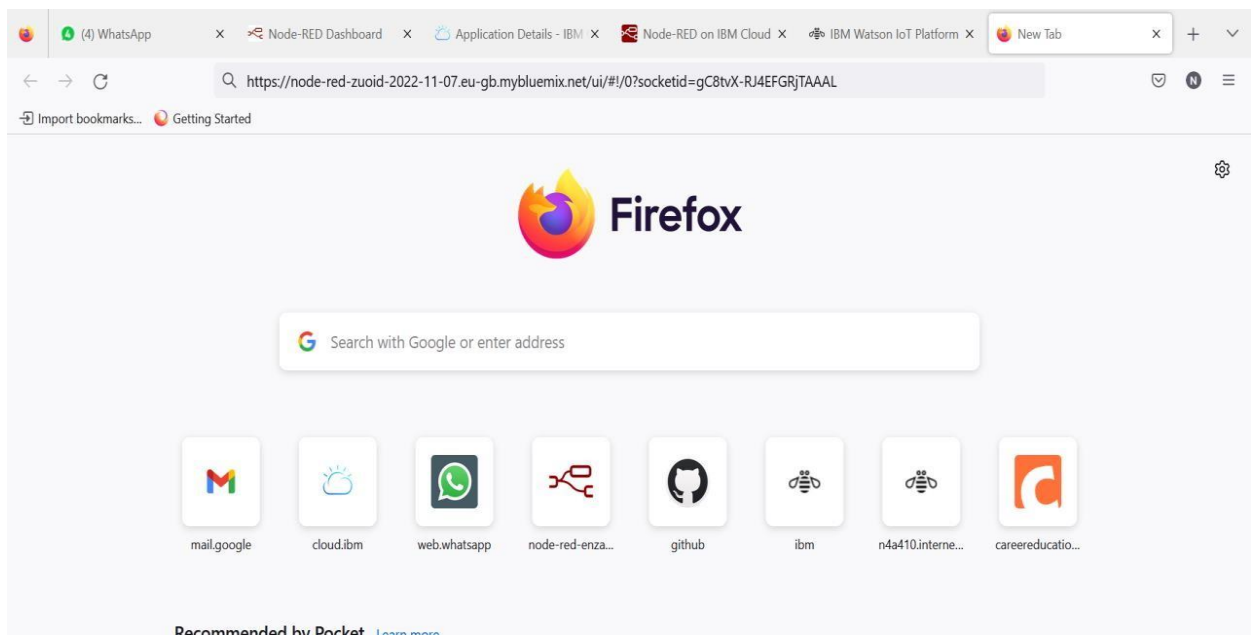 (4) WhatsApp
Node-RED Dashboard
Application Details - IBM
Node-RED on IBM Cloud
IBM Watson IoT Platform
New Tab
https://node-red-zuoid-2022-11-07.eu-gb.mybluemix.net/ui/#!/0?socketid=gC8tvX-RJ4EFGRjTAAAL
N
Import bookmarks...
Getting Started
Firefox
Search with Google or enter address
mail.google
cloud.ibm
web.whatsapp
node-red-enza...
github
ibm
n4a410.interne...
careereducatio...
Recommended by Pocket Learn more